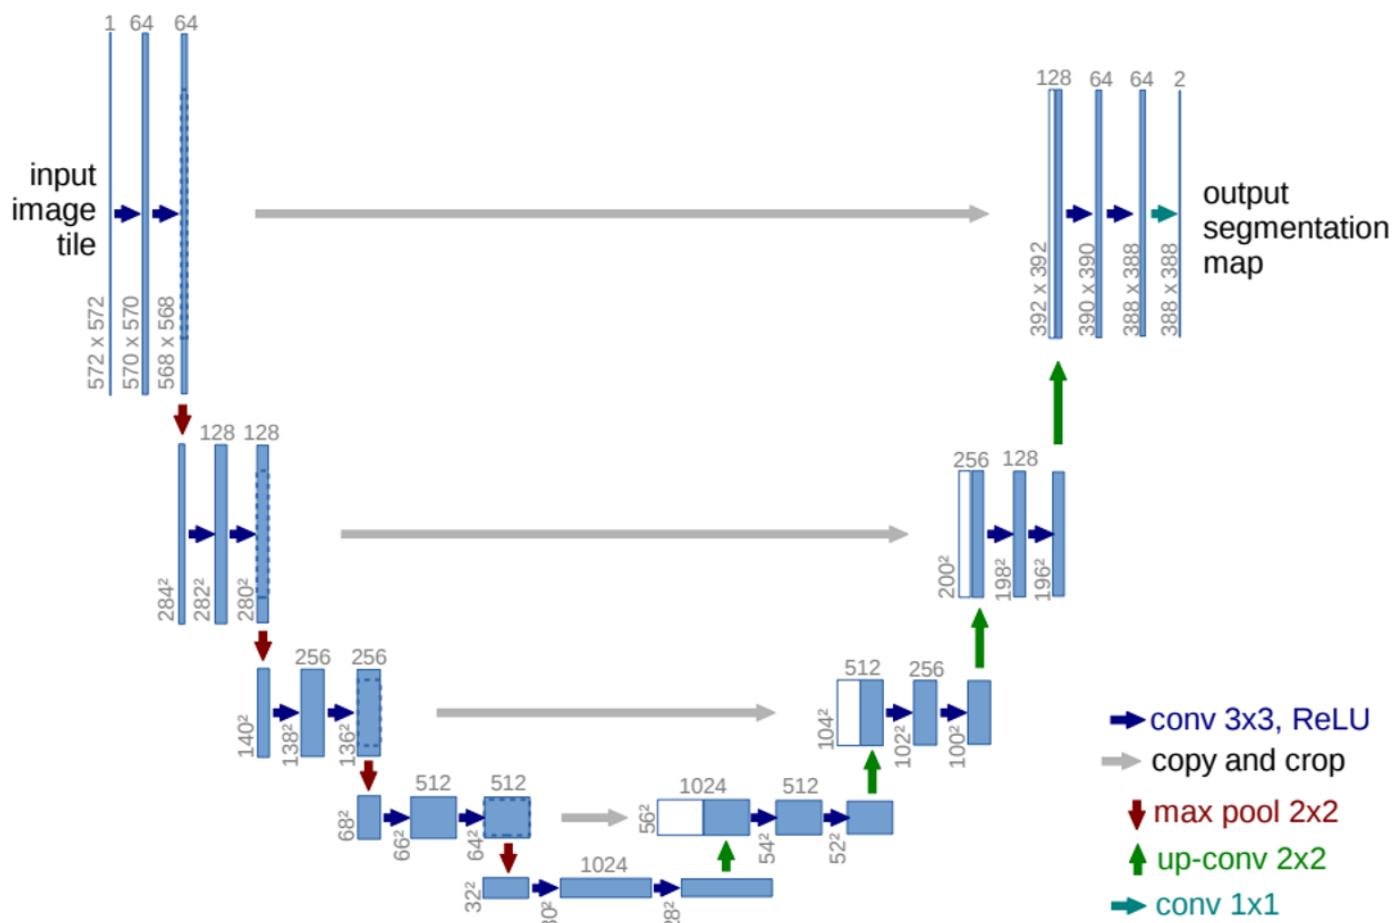 1 64 64
128 64 64 2
input
image
tile
output
segmentation
map
572 x 572
570 x 570
568 x 568
392 x 392
390 x 390
388 x 388
388 x 388
128 128
256 128
284²
282²
280²
200²
198²
196²
256 256
512 256
140²
138²
136²
104²
102²
100²
512 512
1024 512
68²
66²
64²
56²
54²
52²
1024
32²
conv 3x3, ReLU
copy and crop
max pool 2x2
up-conv 2x2
conv 1x1